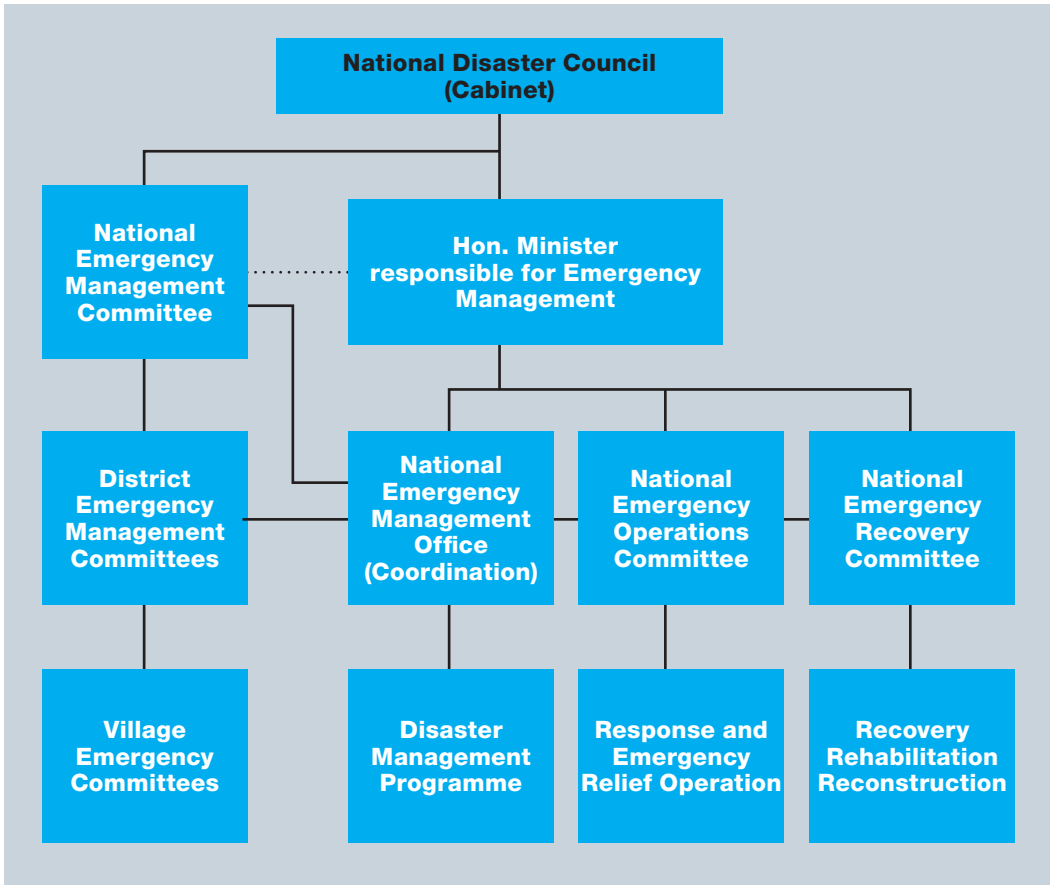 National Disaster Council
(Cabinet)
National
Emergency
Management
Committee
Hon. Minister
responsible for Emergency
Management
District
Emergency
Management
Committees
National
Emergency
Management
Office
(Coordination)
National
Emergency
Operations
Committee
National
Emergency
Recovery
Committee
Village
Emergency
Committees
Disaster
Management
Programme
Response and
Emergency
Relief Operation
Recovery
Rehabilitation
Reconstruction